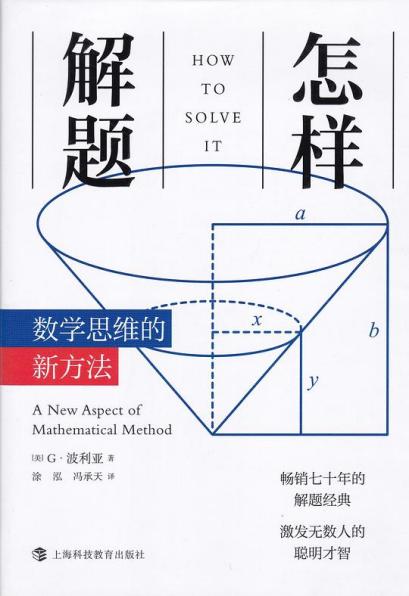 怎样
解题
HOW
TO
SOLVE
IT
a
x
b
y
数学思维的
新方法
A New Aspect of
Mathematical Method
[美] G · 波利亚 著
涂 泓 冯承天 译
畅销七十年的
解题经典
激发无数人的
聪明才智
上海科技教育出版社